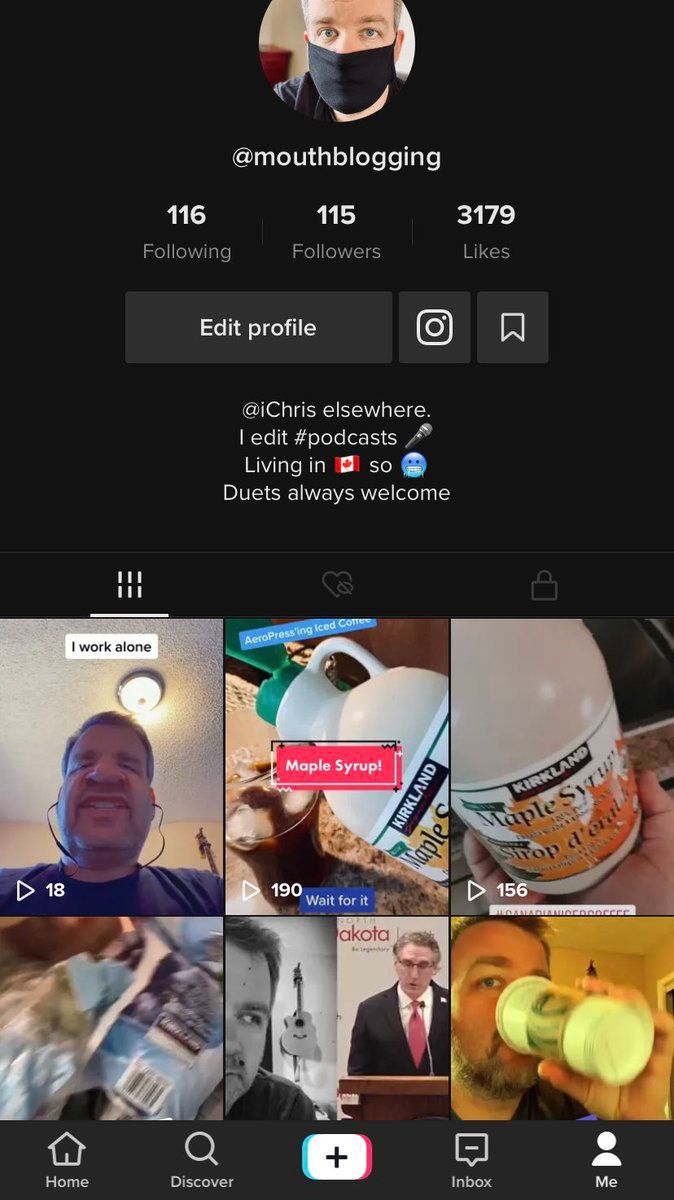 @mouthblogging
116
115
3179
Following
Followers
Likes
Edit profile
@iChris elsewhere.
I edit #podcasts 🎤
Living in 🇨🇦 so 🥶
Duets always welcome
I work alone
18
AeroPress'ing Iced Coffee
Maple Syrup!
KIRKLAND
Maple S
190
Wait for it
KIRKLAND
Maple Syrup
Sirop d'éra
156
#CANADIANICEDCOFFEE
NORTH
Dakota
Be Legendary
Home
Discover
Inbox
Me